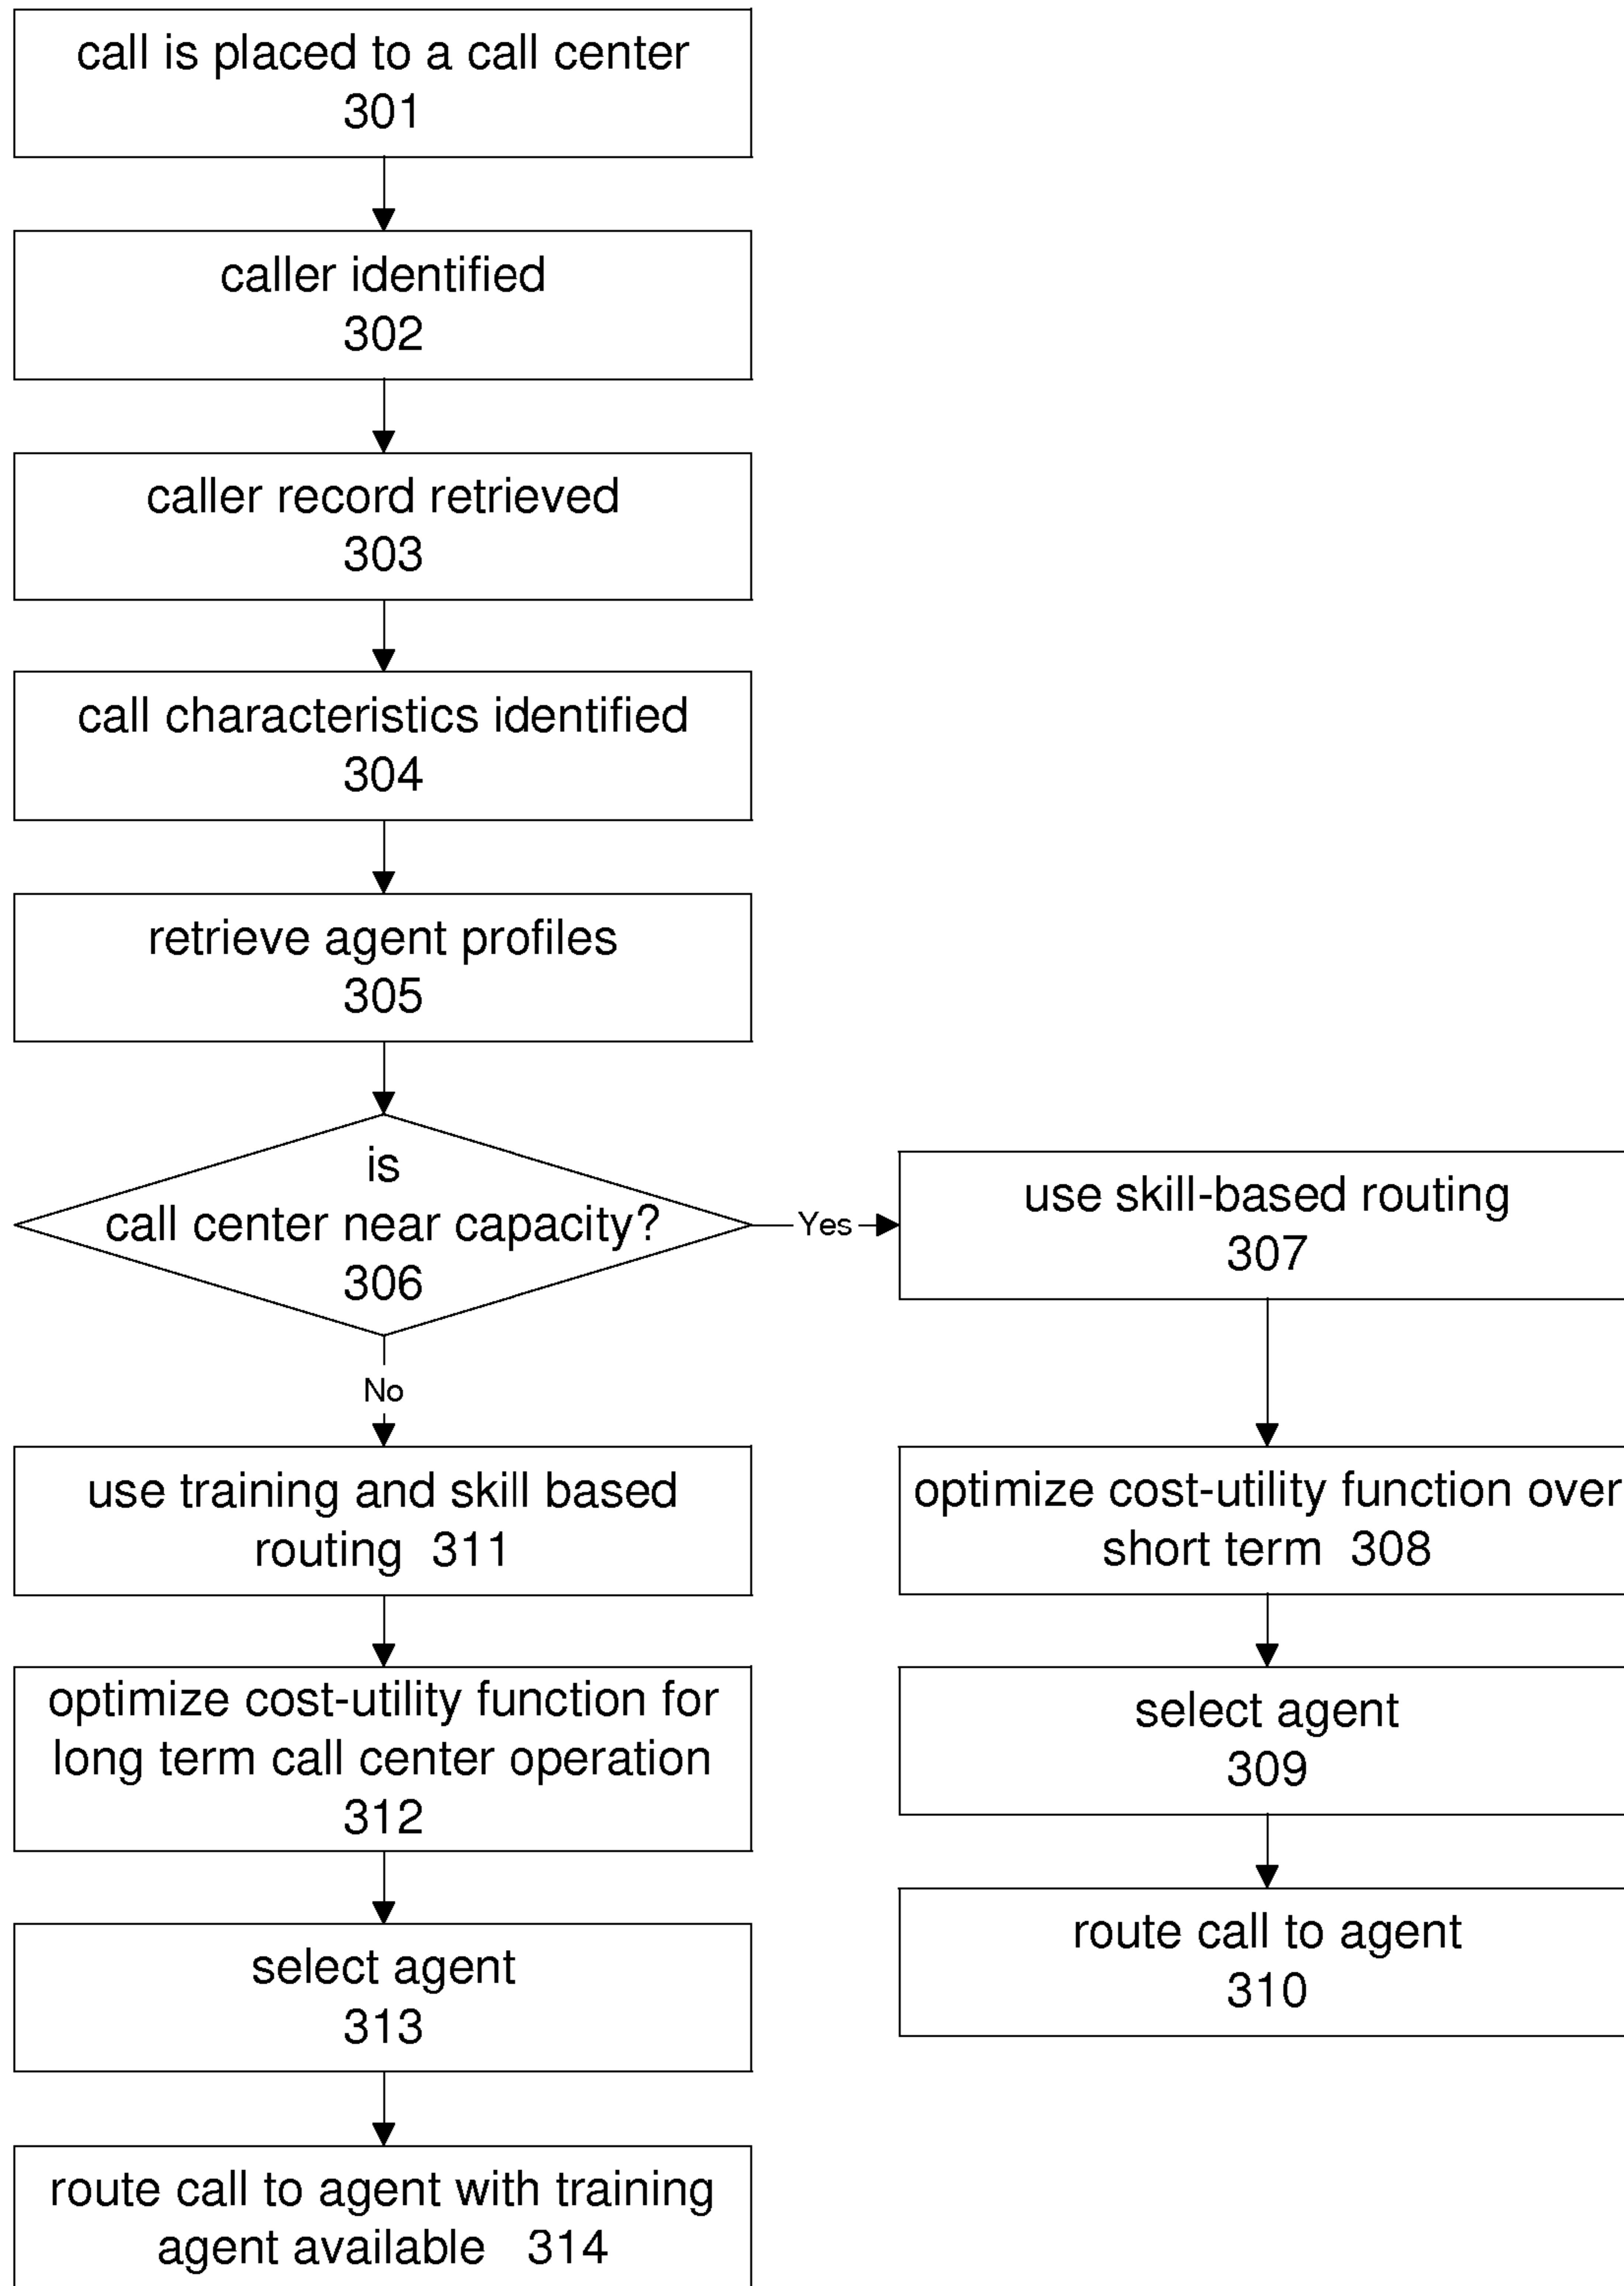 call is placed to a call center
301
caller identified
302
caller record retrieved
303
call characteristics identified
304
retrieve agent profiles
305
is
call center near capacity?
306
Yes
use skill-based routing
307
No
use training and skill based
routing 311
optimize cost-utility function over
short term 308
optimize cost-utility function for
long term call center operation
312
select agent
309
select agent
313
route call to agent
310
route call to agent with training
agent available 314